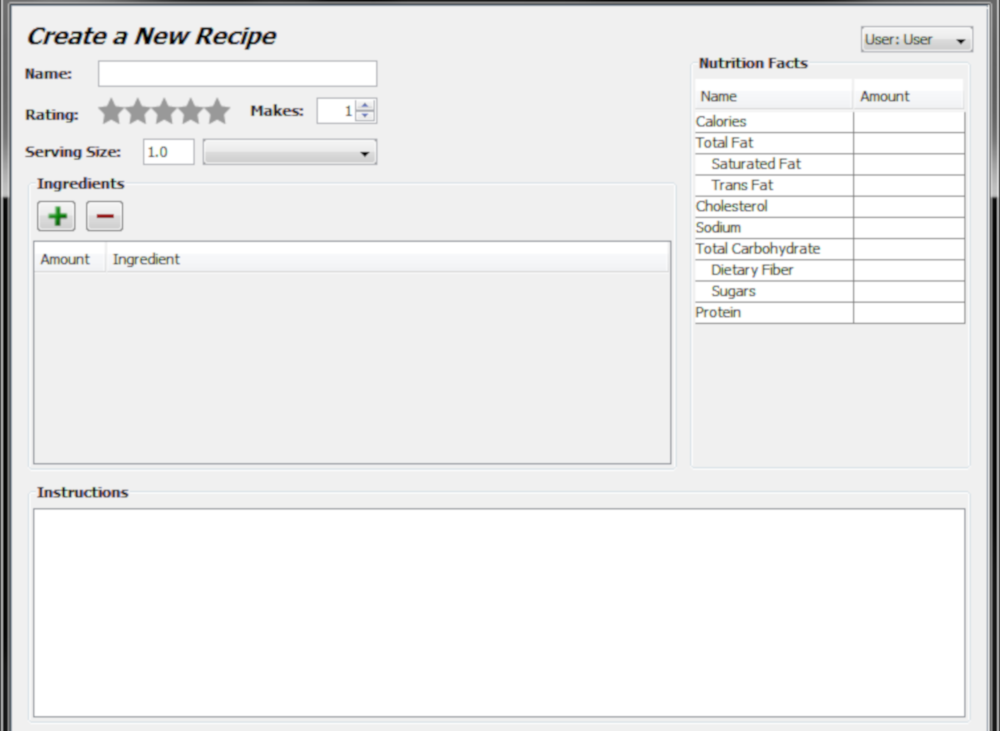 Create a New Recipe
User: User
Name:
Rating:
Makes: 1
Serving Size: 1.0
Ingredients
Amount Ingredient
Nutrition Facts
Name Amount
Calories
Total Fat
Saturated Fat
Trans Fat
Cholesterol
Sodium
Total Carbohydrate
Dietary Fiber
Sugars
Protein
Instructions